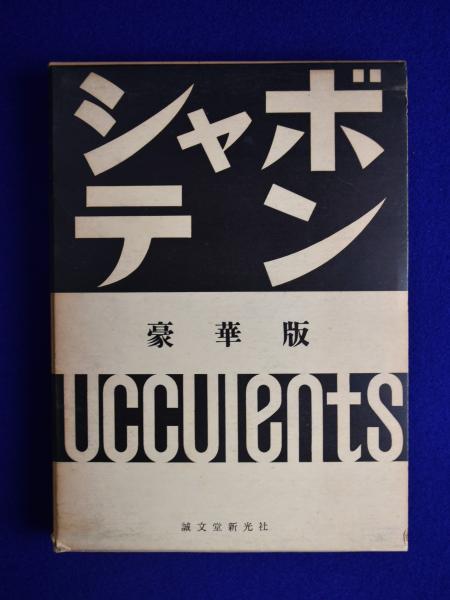 シャボ
テン
豪華版
ucculents
誠文堂新光社